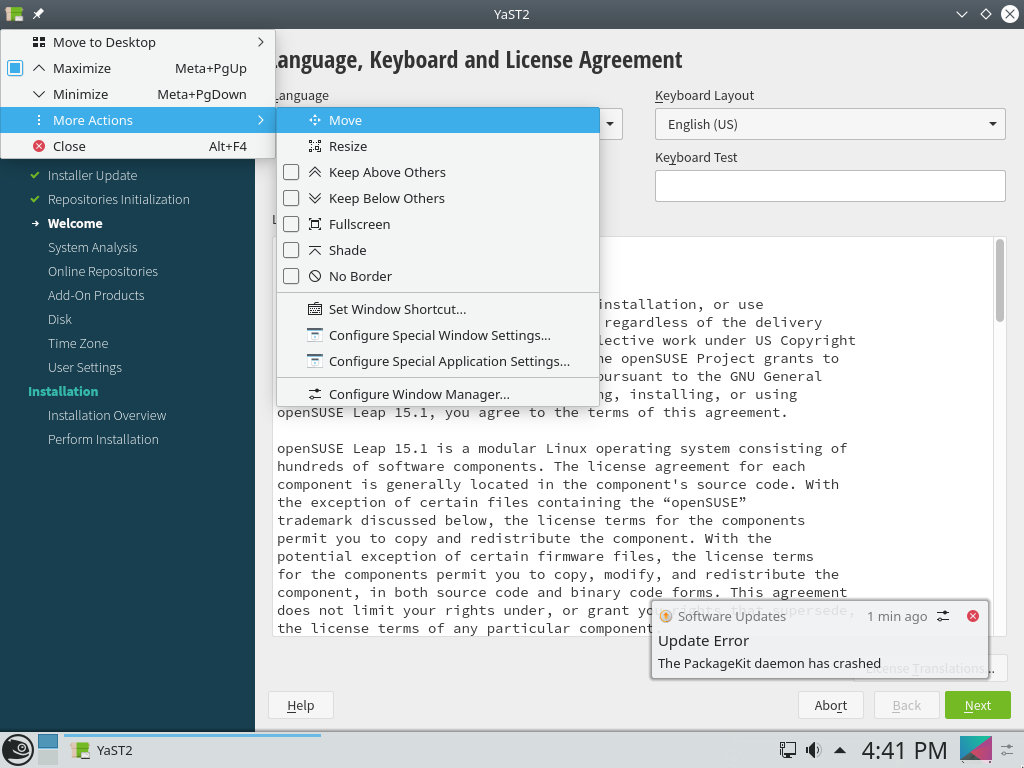 YaST2
Move to Desktop
Maximize Meta+PgUp
Minimize Meta+PgDown
More Actions
Close Alt+F4
Move
Resize
Keep Above Others
Keep Below Others
Fullscreen
Shade
No Border
Set Window Shortcut...
Configure Special Window Settings...
Configure Special Application Settings...
Configure Window Manager...
Installer Update
Repositories Initialization
Welcome
System Analysis
Online Repositories
Add-On Products
Disk
Time Zone
User Settings
Installation
Installation Overview
Perform Installation
Language, Keyboard and License Agreement
Language
Keyboard Layout
English (US)
Keyboard Test
installation, or use
regardless of the delivery
lective work under US Copyright
he openSUSE Project grants to
pursuant to the GNU General
ng, installing, or using
openSUSE Leap 15.1, you agree to the terms of this agreement.
openSUSE Leap 15.1 is a modular Linux operating system consisting of
hundreds of software components. The license agreement for each
component is generally located in the component's source code. With
the exception of certain files containing the “openSUSE”
trademark discussed below, the license terms for the components
permit you to copy and redistribute the component. With the
potential exception of certain firmware files, the license terms
for the components permit you to copy, modify, and redistribute the
component, in both source code and binary code forms. This agreement
does not limit your rights under, or grant you rights that supersede,
the license terms of any particular component
Software Updates 1 min ago
Update Error
The PackageKit daemon has crashed
License Translations...
Help
Abort
Back
Next
YaST2
4:41 PM